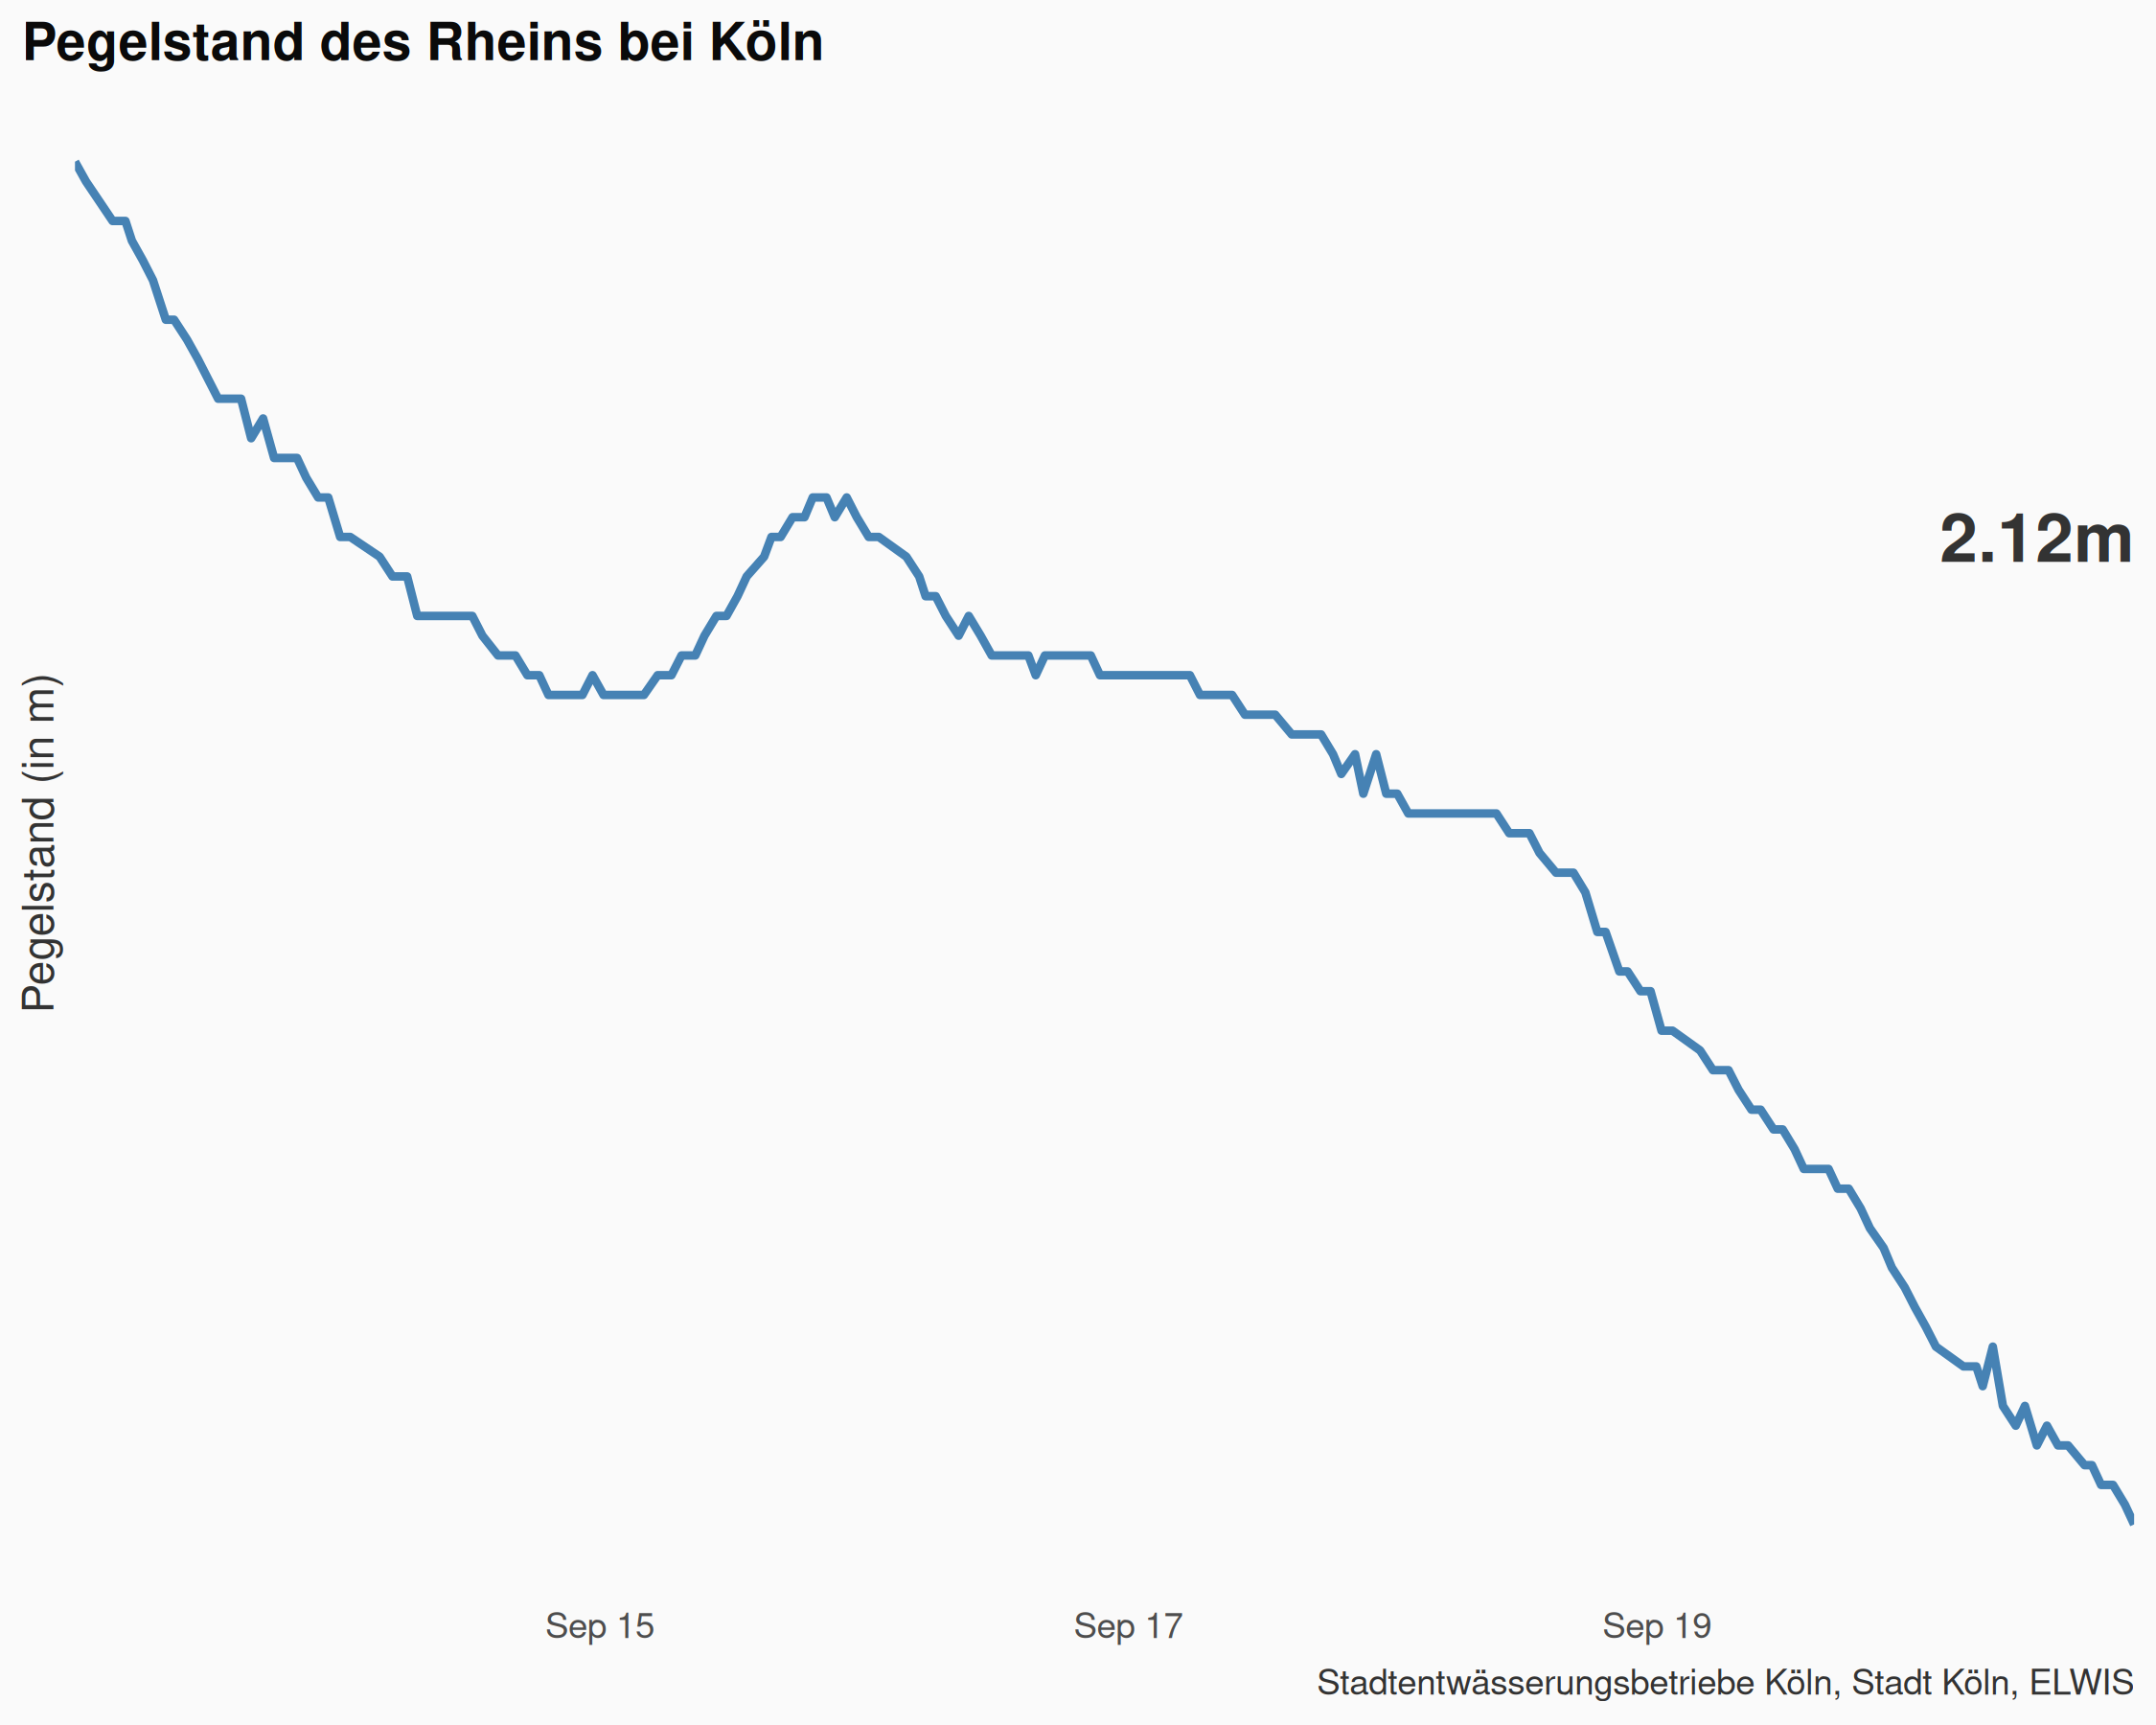 Pegelstand des Rheins bei Köln
2.12m
Pegelstand (in m)
Sep 15 Sep 17 Sep 19
Stadtentwässerungsbetriebe Köln, Stadt Köln, ELWIS